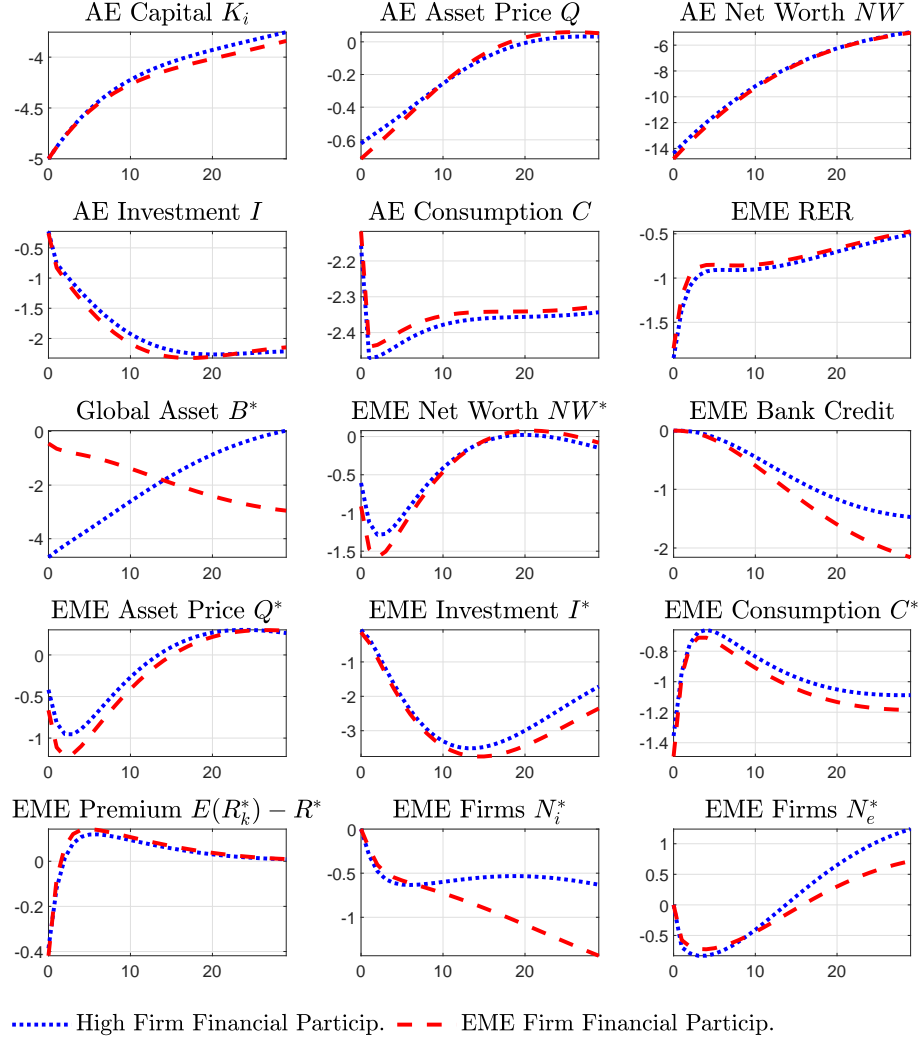 AE Capital K_i AE Asset Price Q AE Net Worth NW
-4 -4.5 -5 0 10 20
0 -0.2 -0.4 -0.6 0 10 20
-6 -8 -10 -12 -14 0 10 20
AE Investment I AE Consumption C EME RER
-0.5 -1 -1.5 -2 0 10 20
-2.2 -2.3 -2.4 0 10 20
-0.5 -1 -1.5 0 10 20
Global Asset B* EME Net Worth NW* EME Bank Credit
0 -2 -4 0 10 20
0 -0.5 -1 -1.5 0 10 20
0 -1 -2 0 10 20
EME Asset Price Q* EME Investment I* EME Consumption C*
0 -0.5 -1 0 10 20
-1 -2 -3 0 10 20
-0.8 -1 -1.2 -1.4 0 10 20
EME Premium E(R_k^*) − R* EME Firms N_i^* EME Firms N_e^*
0 -0.2 -0.4 0 10 20
0 -0.5 -1 0 10 20
1 0.5 0 -0.5 0 10 20
High Firm Financial Particip. EME Firm Financial Particip.